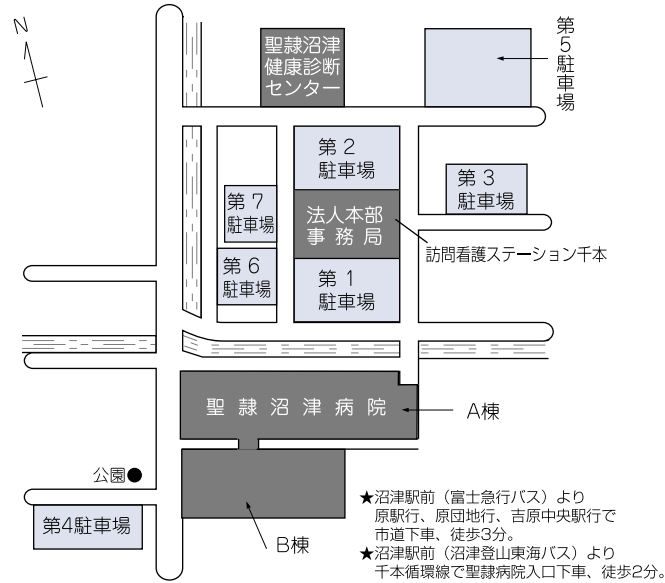 N
聖隷沼津
健康診断
センター
第5駐車場
第2
駐車場
第3
駐車場
第7
駐車場
法人本部
事務局
訪問看護ステーション千本
第6
駐車場
第1
駐車場
聖隷沼津病院
A棟
公園
第4駐車場
B棟
★沼津駅前（富士急行バス）より
原駅行、原団地行、吉原中央駅行で
市道下車、徒歩3分。
★沼津駅前（沼津登山東海バス）より
千本循環線で聖隷病院入口下車、徒歩2分。